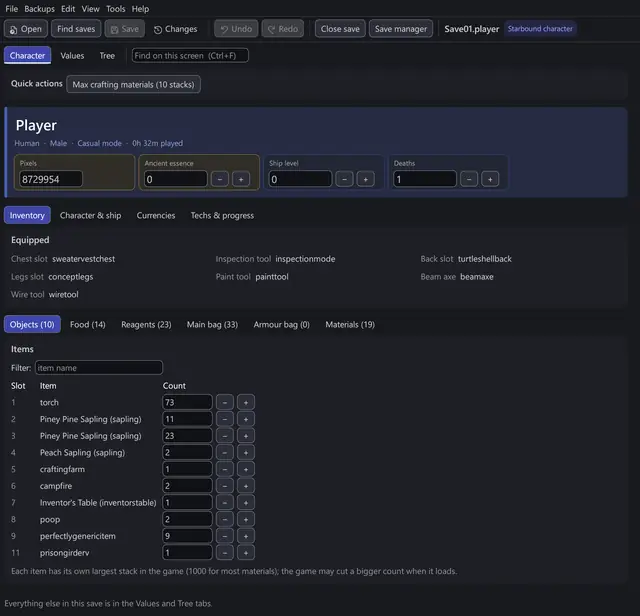 File Backups Edit View Tools Help
Open Find saves Save Changes Undo Redo Close save Save manager Save01.player Starbound character
Character Values Tree Find on this screen (Ctrl+F)
Quick actions Max crafting materials (10 stacks)
Player
Human · Male · Casual mode · 0h 32m played
Pixels Ancient essence Ship level Deaths
8729954 0 − + 0 − + 1 − +
Inventory Character & ship Currencies Techs & progress
Equipped
Chest slot sweatervestchest Inspection tool inspectionmode Back slot turtleshellback
Legs slot conceptlegs Paint tool painttool Beam axe beamaxe
Wire tool wiretool
Objects (10) Food (14) Reagents (23) Main bag (33) Armour bag (0) Materials (19)
Items
Filter: item name
Slot Item Count
1 torch 73 − +
2 Piney Pine Sapling (sapling) 11 − +
3 Piney Pine Sapling (sapling) 23 − +
4 Peach Sapling (sapling) 2 − +
5 craftingfarm 1 − +
6 campfire 2 − +
7 Inventor's Table (inventorstable) 1 − +
8 poop 2 − +
9 perfectlygenericitem 9 − +
11 prisongirderv 1 − +
Each item has its own largest stack in the game (1000 for most materials); the game may cut a bigger count when it loads.
Everything else in this save is in the Values and Tree tabs.